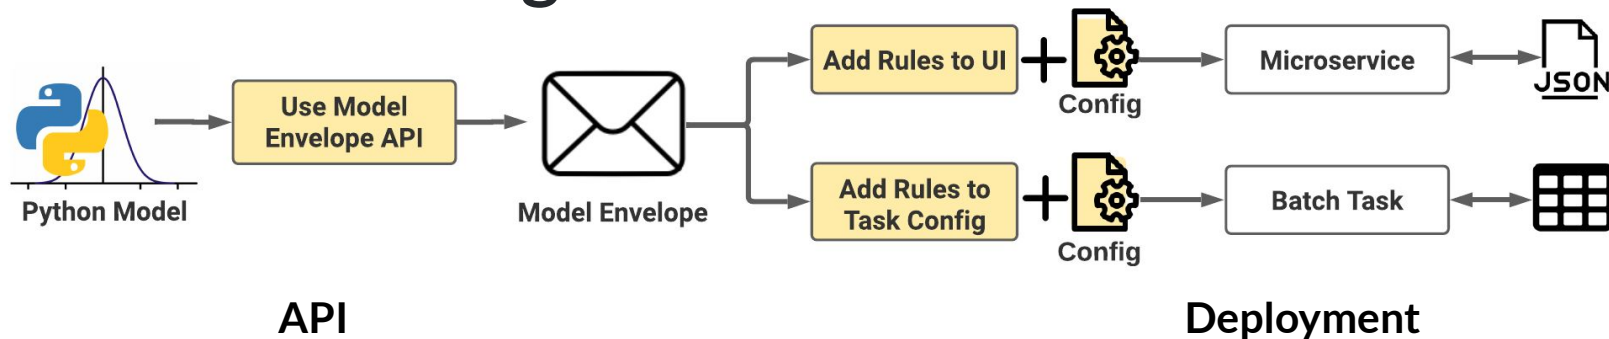 Use Model
Envelope API
Python Model
Model Envelope
Add Rules to UI
Config
Microservice
JSON
Add Rules to
Task Config
Config
Batch Task
API
Deployment